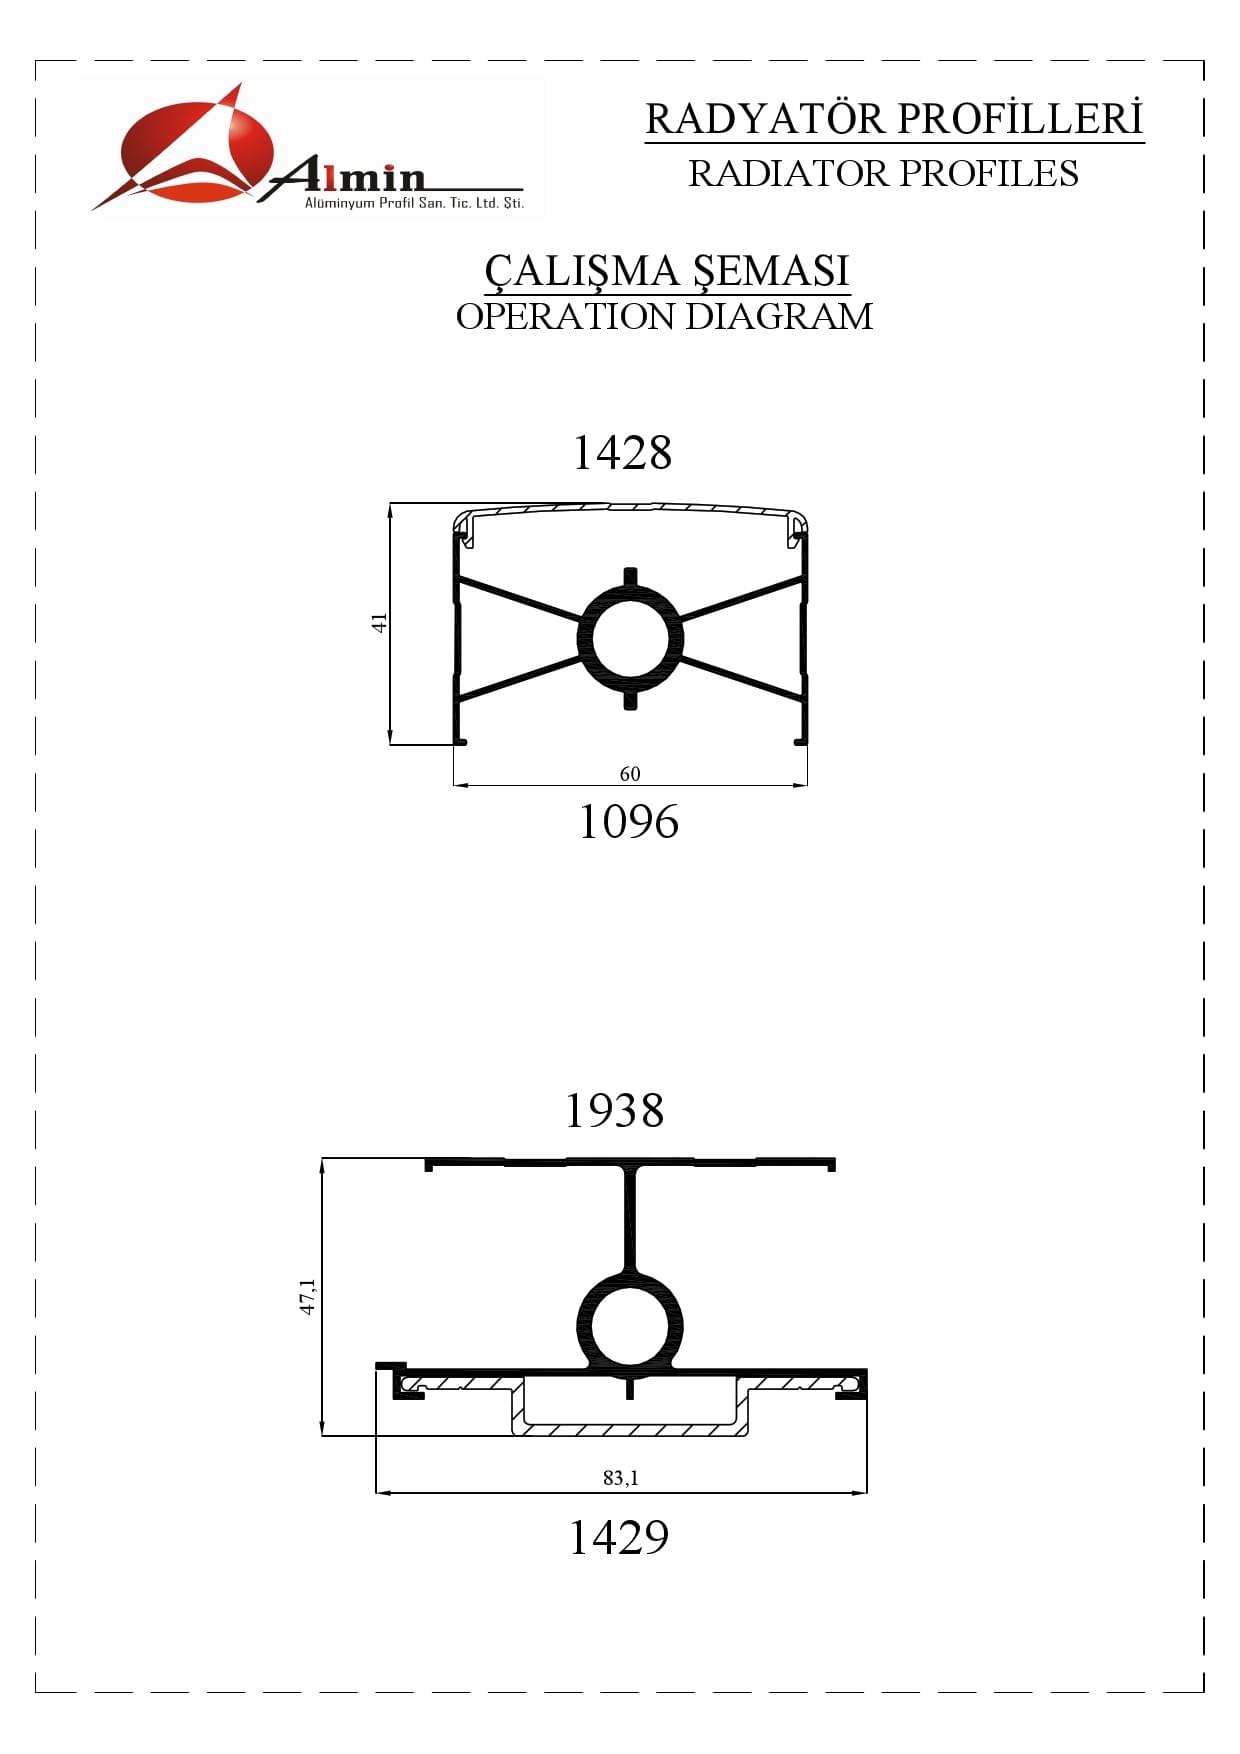 Almin
Alüminyum Profil San. Tic. Ltd. Şti.
RADYATÖR PROFİLLERİ
RADIATOR PROFILES
ÇALIŞMA ŞEMASI
OPERATION DIAGRAM
1428
41
60
1096
1938
47,1
83,1
1429